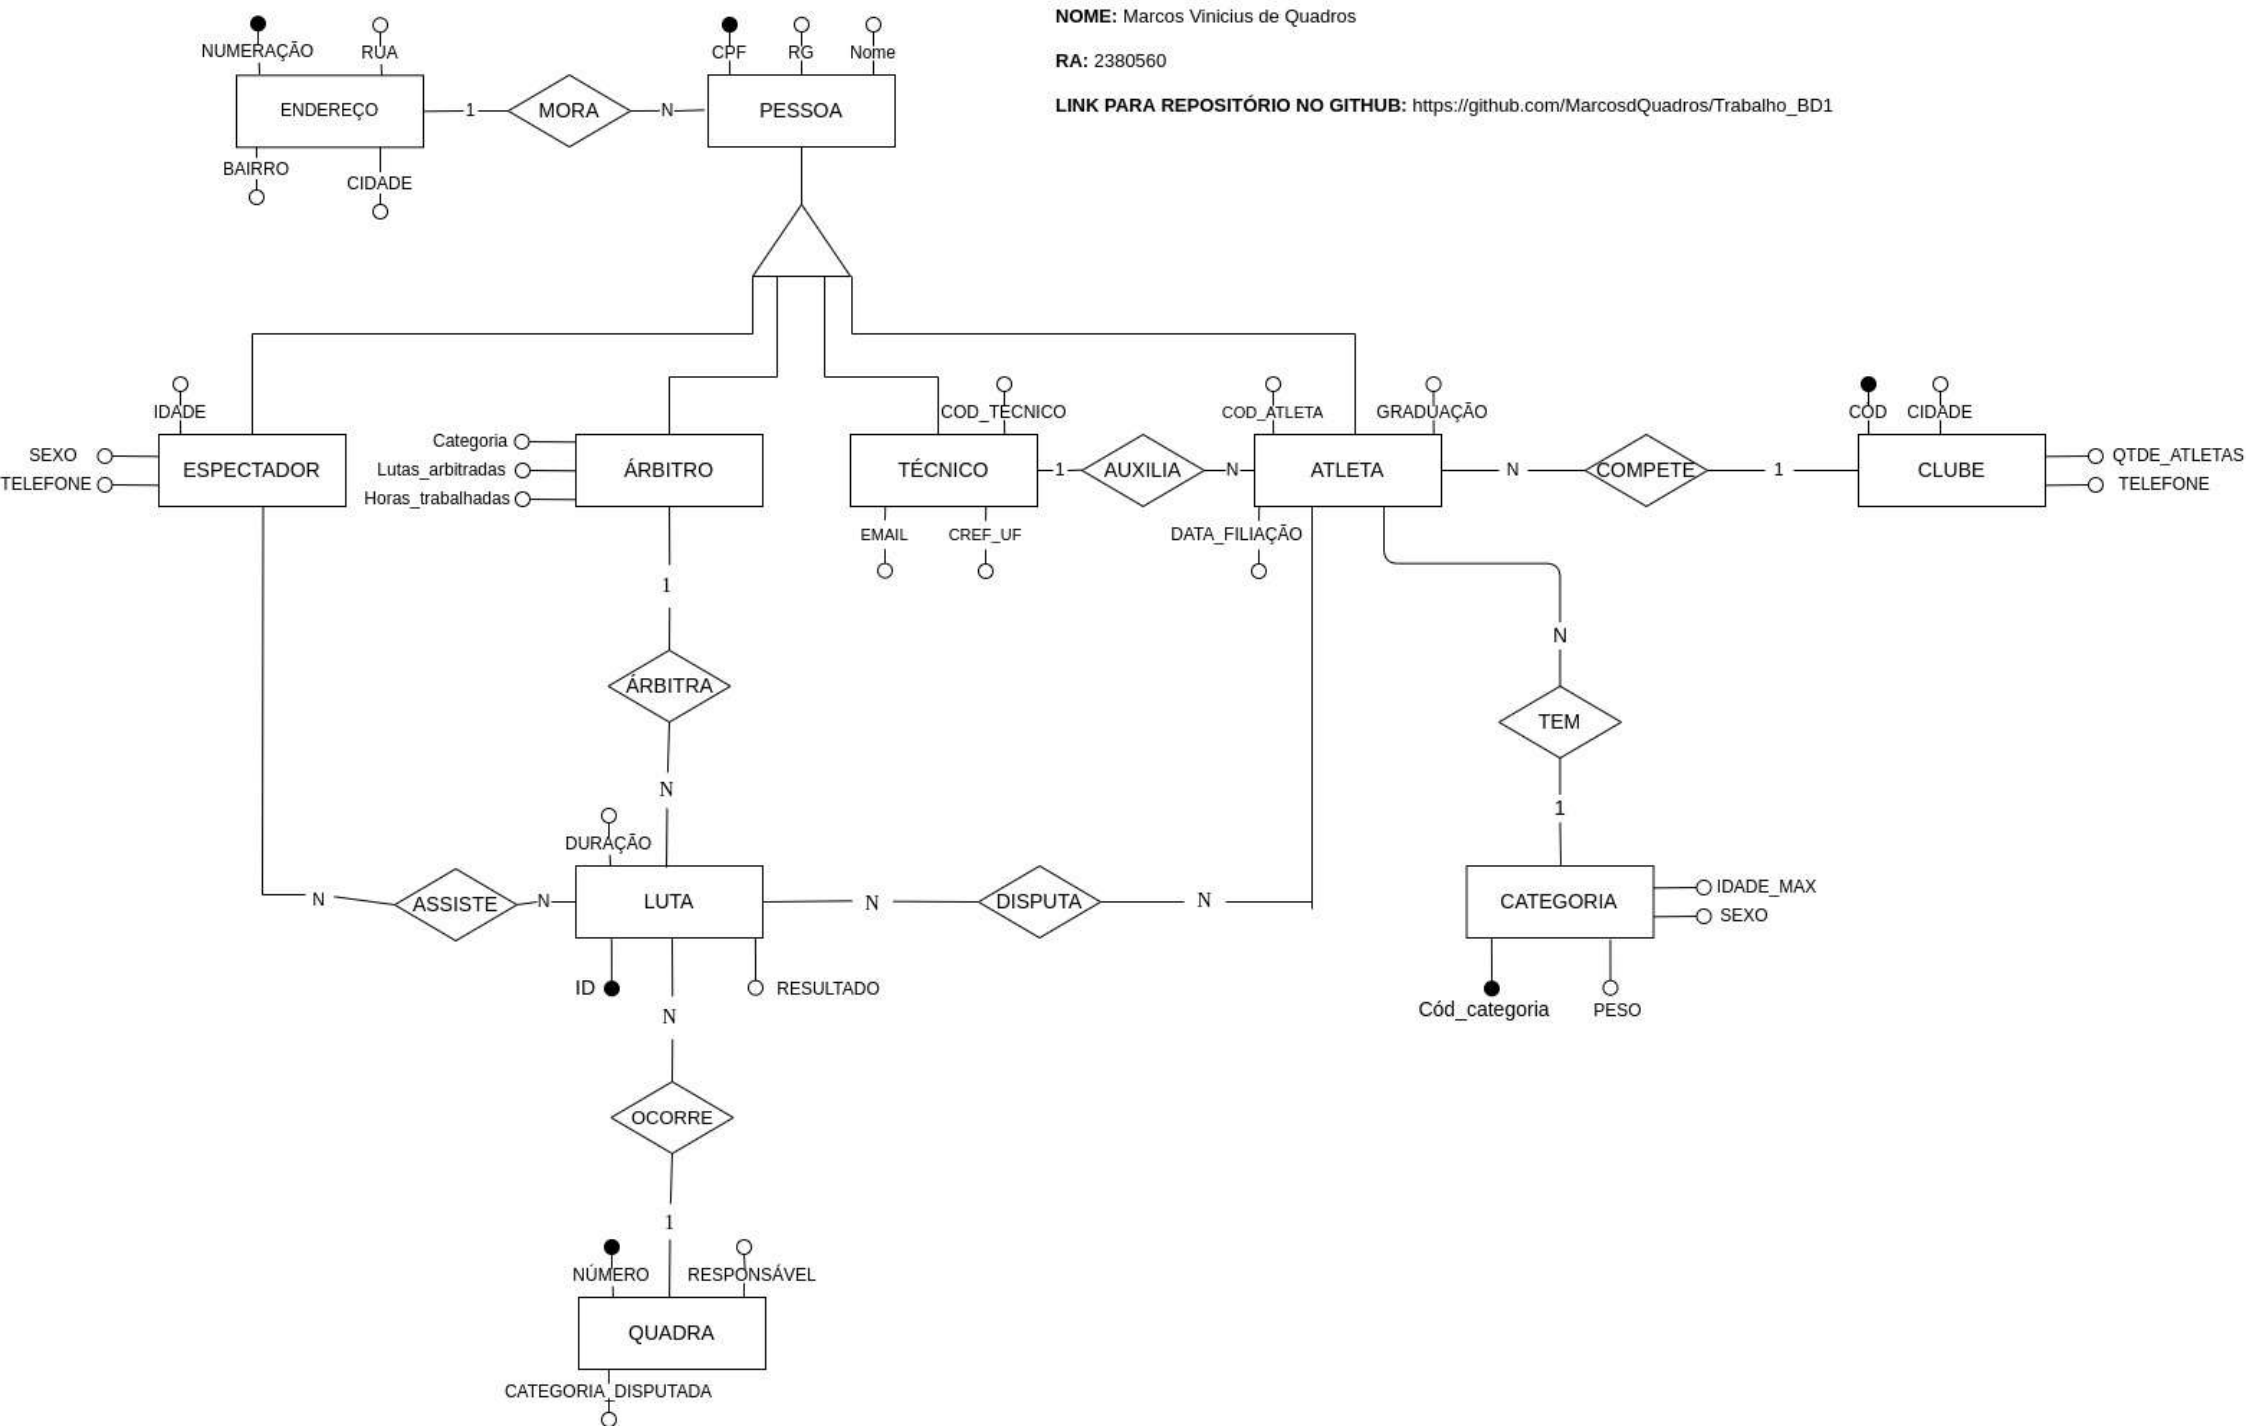 NOME: Marcos Vinicius de Quadros
NUMERAÇÃO
RUA
CPF
RG
Nome
RA: 2380560
ENDEREÇO
1
MORA
N
PESSOA
LINK PARA REPOSITÓRIO NO GITHUB: https://github.com/MarcosdQuadros/Trabalho_BD1
BAIRRO
CIDADE
IDADE
COD_TECNICO
COD_ATLETA
GRADUAÇÃO
COD
CIDADE
SEXO
TELEFONE
ESPECTADOR
Categoria
Lutas_arbitradas
Horas_trabalhadas
ÁRBITRO
TÉCNICO
1
AUXILIA
N
ATLETA
N
COMPETE
1
CLUBE
QTDE_ATLETAS
TELEFONE
EMAIL
CREF_UF
DATA_FILIAÇÃO
1
N
ÁRBITRA
TEM
N
1
DURAÇÃO
N
ASSISTE
N
LUTA
N
DISPUTA
N
CATEGORIA
IDADE_MAX
SEXO
ID
RESULTADO
Cód_categoria
PESO
N
OCORRE
1
NÚMERO
RESPONSÁVEL
QUADRA
CATEGORIA_DISPUTADA